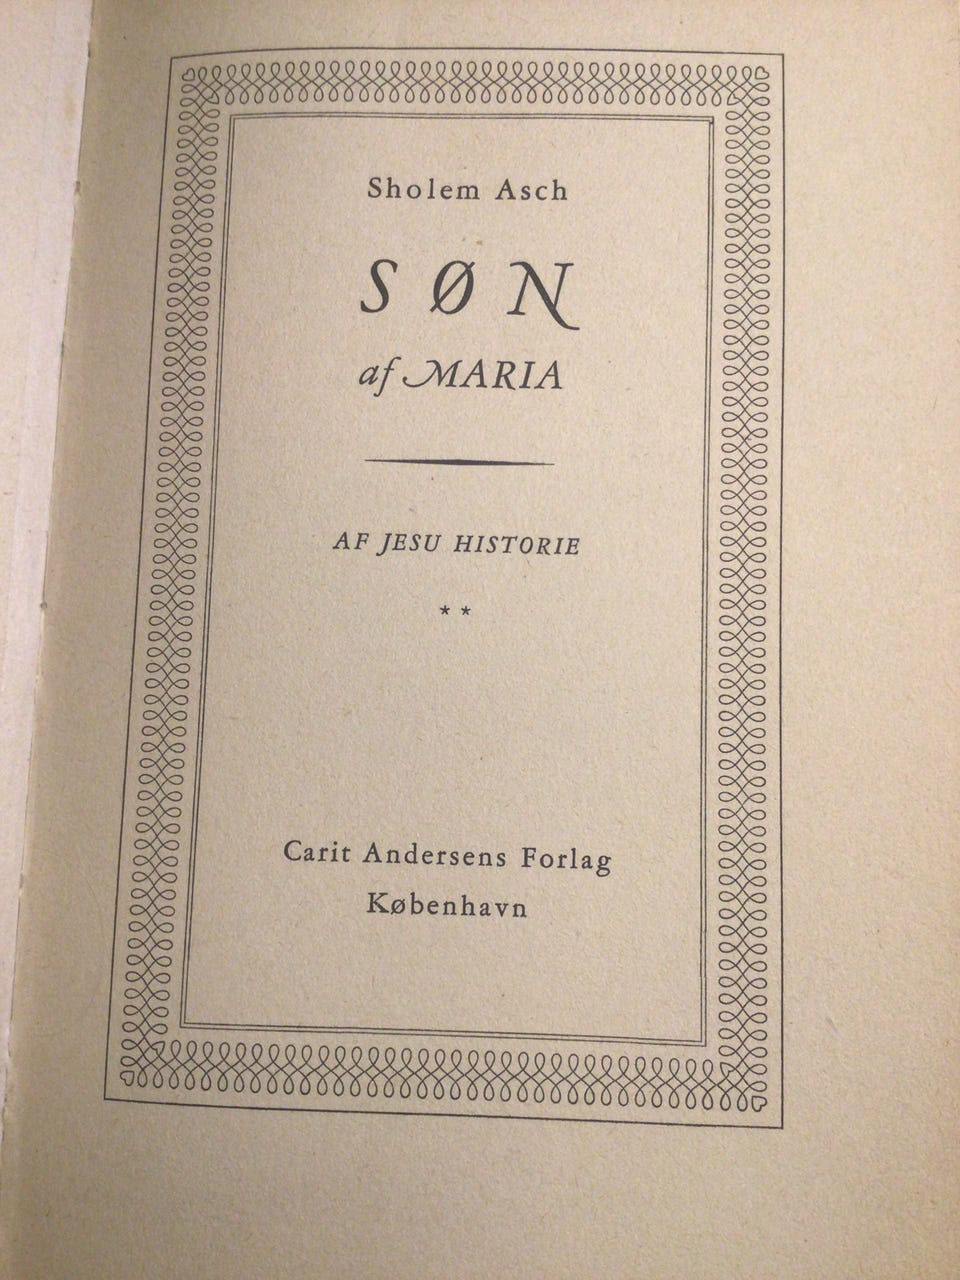 Sholem Asch
SØN
af MARIA
AF JESU HISTORIE
* *
Carit Andersens Forlag
København